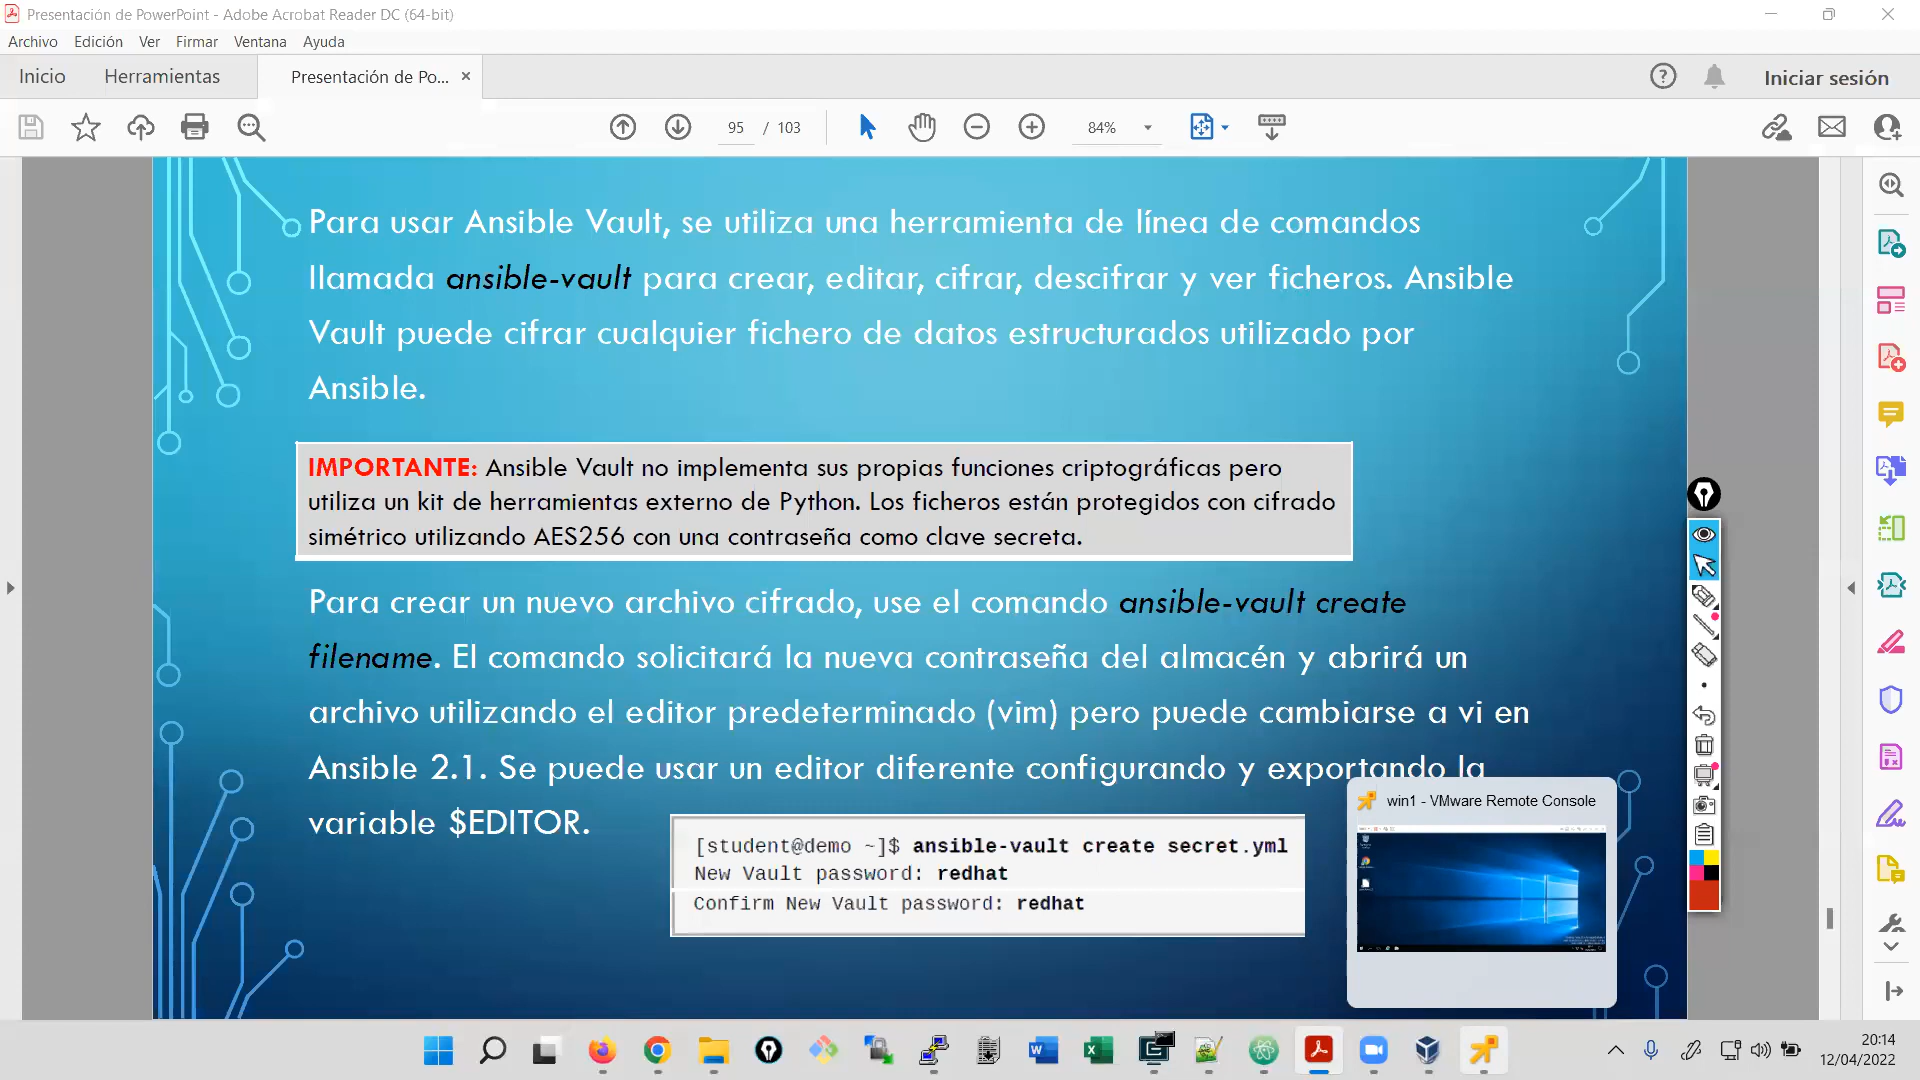 Presentación de PowerPoint - Adobe Acrobat Reader DC (64-bit)
Archivo Edición Ver Firmar Ventana Ayuda
Inicio Herramientas Presentación de Po... × Iniciar sesión
95 / 103 84%
Para usar Ansible Vault, se utiliza una herramienta de línea de comandos
llamada ansible-vault para crear, editar, cifrar, descifrar y ver ficheros. Ansible
Vault puede cifrar cualquier fichero de datos estructurados utilizado por
Ansible.
IMPORTANTE: Ansible Vault no implementa sus propias funciones criptográficas pero
utiliza un kit de herramientas externo de Python. Los ficheros están protegidos con cifrado
simétrico utilizando AES256 con una contraseña como clave secreta.
Para crear un nuevo archivo cifrado, use el comando ansible-vault create
filename. El comando solicitará la nueva contraseña del almacén y abrirá un
archivo utilizando el editor predeterminado (vim) pero puede cambiarse a vi en
Ansible 2.1. Se puede usar un editor diferente configurando y exportando la
variable $EDITOR.
[student@demo ~]$ ansible-vault create secret.yml
New Vault password: redhat
Confirm New Vault password: redhat
win1 - VMware Remote Console
20:14
12/04/2022